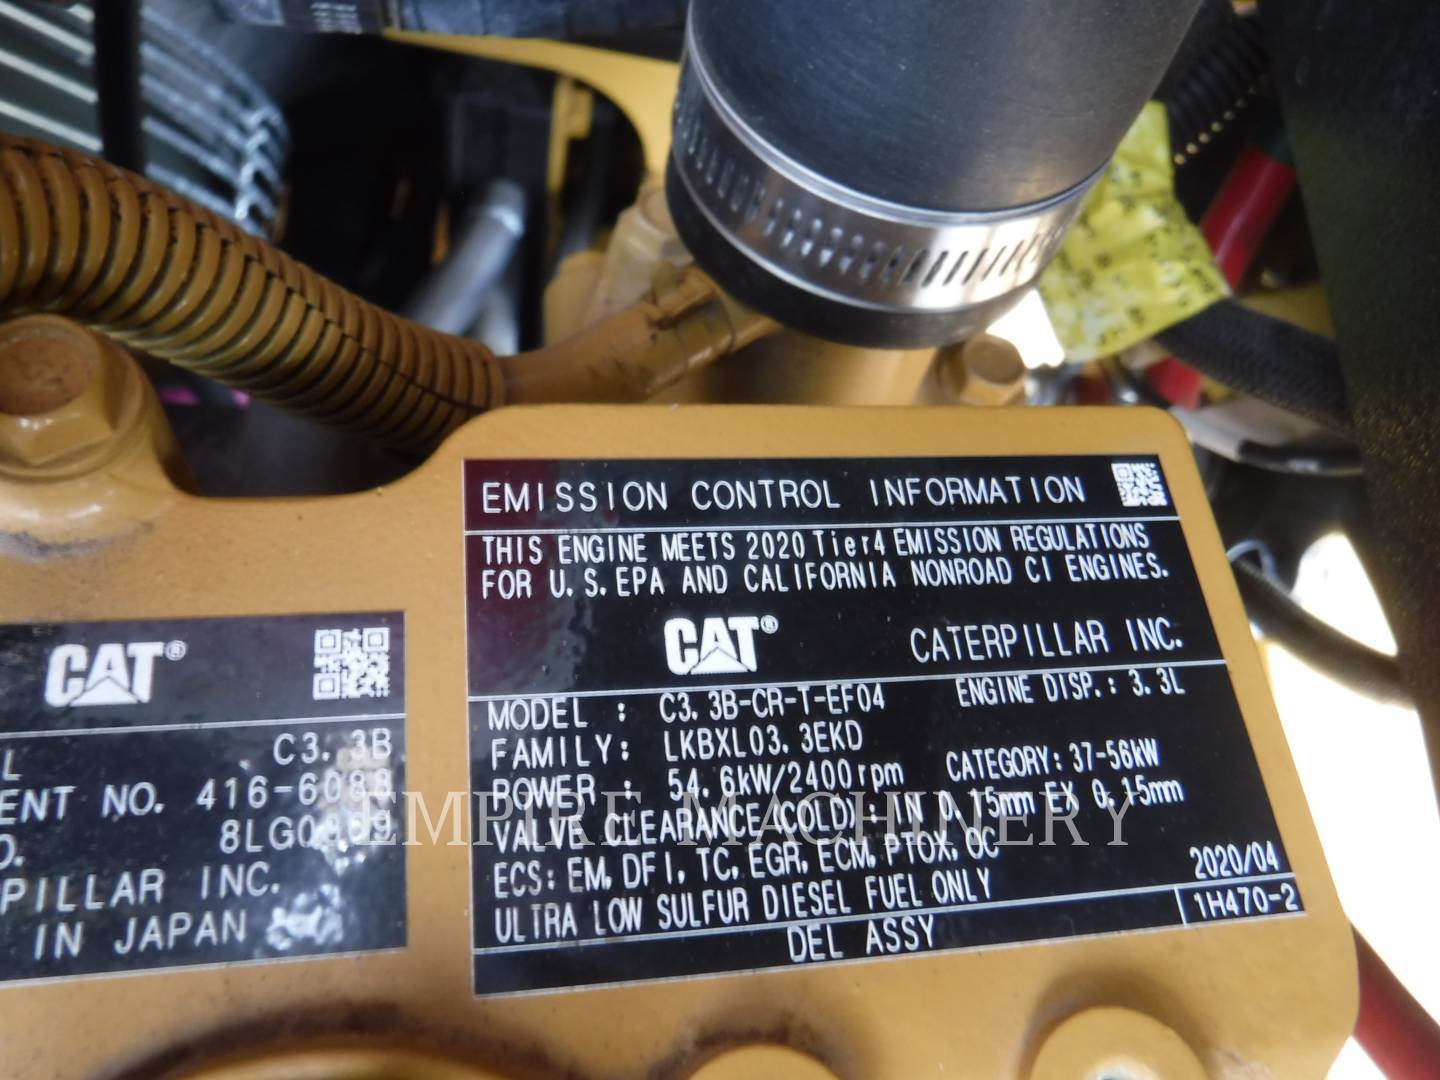 EMISSION CONTROL INFORMATION
THIS ENGINE MEETS 2020 Tier4 EMISSION REGULATIONS
FOR U.S.EPA AND CALIFORNIA NONROAD CI ENGINES.
CAT® CATERPILLAR INC.
MODEL : C3.3B-CR-T-EF04 ENGINE DISP.: 3.3L
FAMILY: LKBXL03.3EKD
POWER : 54.6kW/2400rpm CATEGORY: 37-56kW
VALVE CLEARANCE(COLD): IN 0.15mm EX 0.15mm
ECS: EM, DFI, TC, EGR, ECM, PTOX, OC 2020/04
ULTRA LOW SULFUR DIESEL FUEL ONLY
DEL ASSY 1H470-2
CAT®
L C3.3B
ENT NO. 416-6088
O.
PILLAR INC.
IN JAPAN
EMPIRE MACHINERY